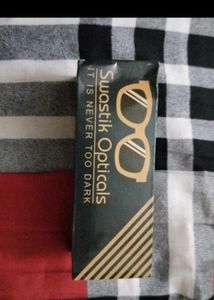 Swastik Opticals
IT IS NEVER TOO DARK